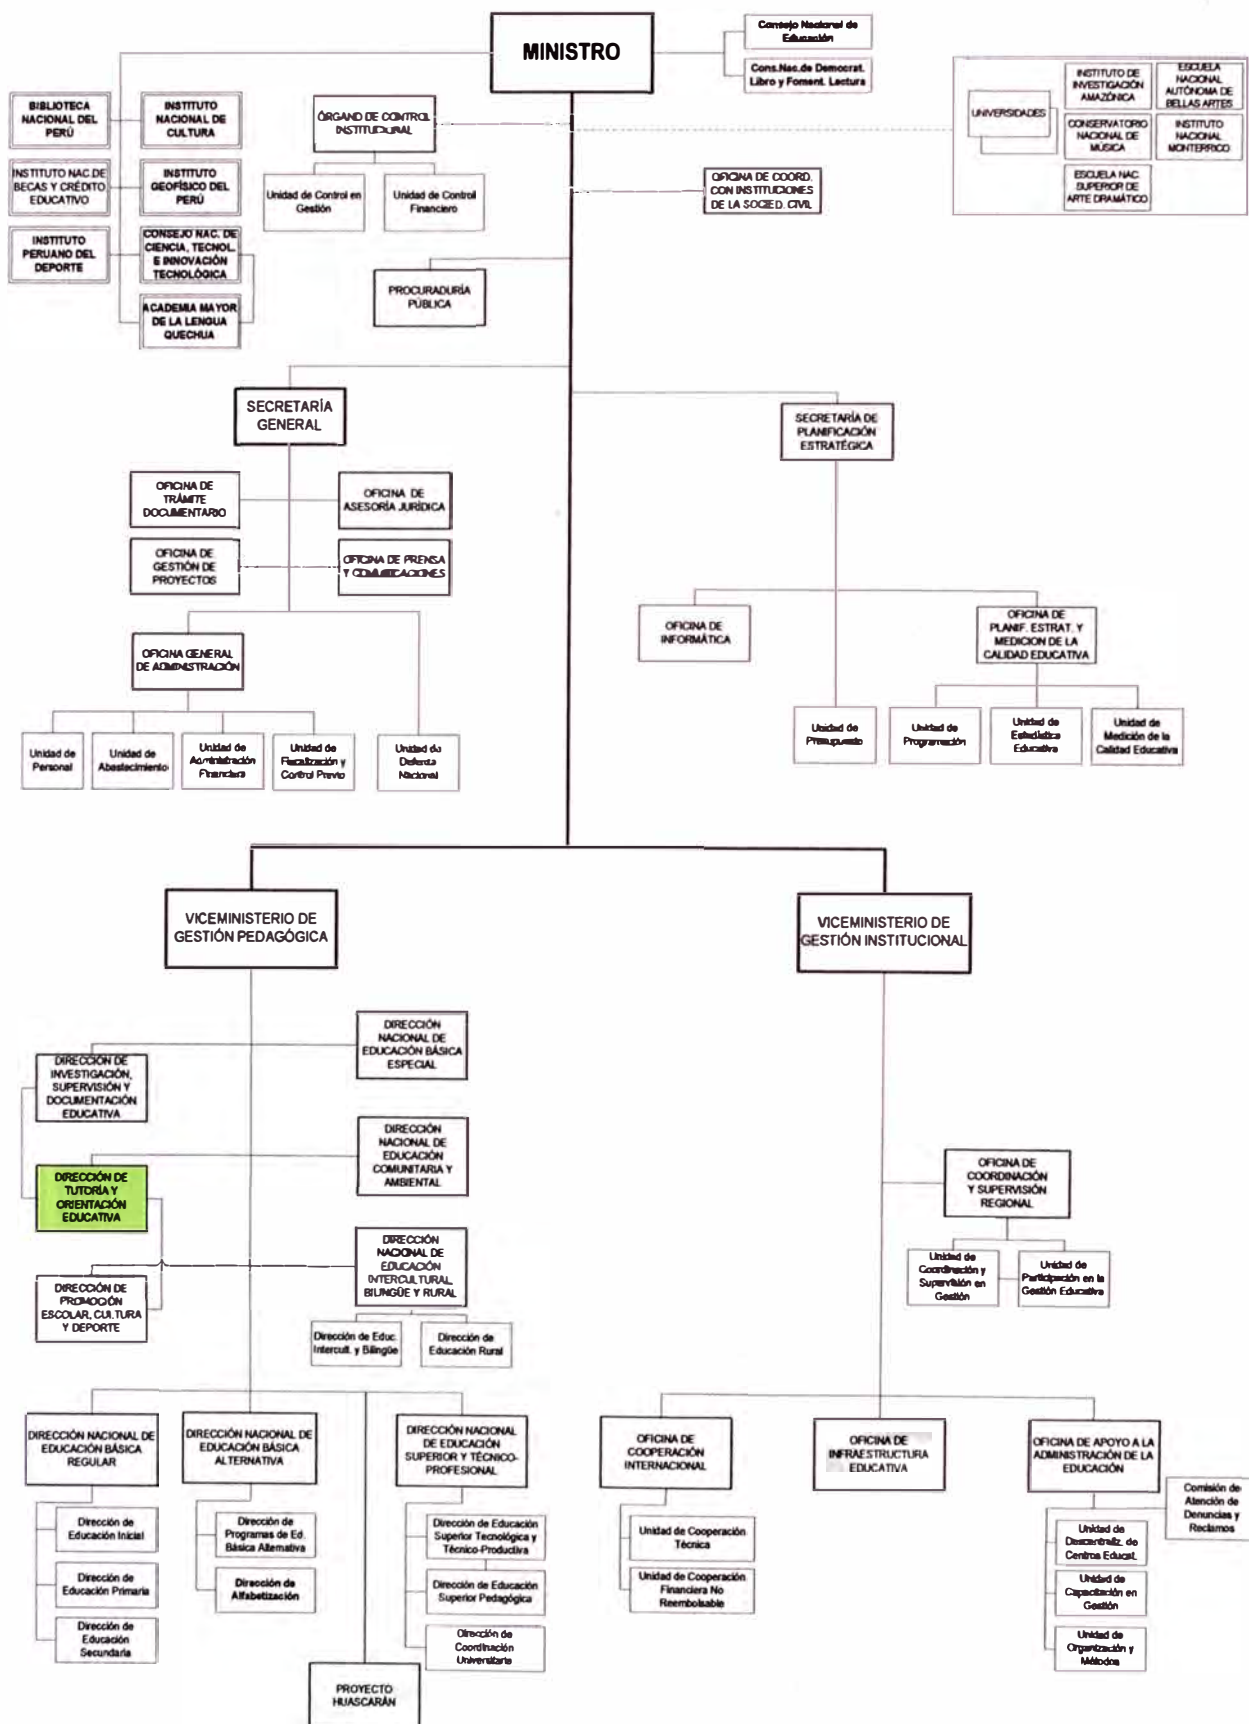 MINISTRO
Consejo Nacional de
Educación
Cons.Nac.de Democrat.
Libro y Foment. Lectura
BIBLIOTECA
NACIONAL DEL
PERÚ
INSTITUTO
NACIONAL DE
CULTURA
INSTITUTO NAC.DE
BECAS Y CRÉDITO
EDUCATIVO
INSTITUTO
GEOFÍSICO DEL
PERÚ
INSTITUTO
PERUANO DEL
DEPORTE
CONSEJO NAC. DE
CIENCIA, TECNOL.
E INNOVACIÓN
TECNOLÓGICA
ACADEMIA MAYOR
DE LA LENGUA
QUECHUA
ÓRGANO DE CONTROL
INSTITUCIONAL
Unidad de Control en
Gestión
Unidad de Control
Financiero
UNIVERSIDADES
INSTITUTO DE
INVESTIGACIÓN
AMAZÓNICA
ESCUELA
NACIONAL
AUTÓNOMA DE
BELLAS ARTES
CONSERVATORIO
NACIONAL DE
MÚSICA
INSTITUTO
NACIONAL
MONTERRICO
ESCUELA NAC.
SUPERIOR DE
ARTE DRAMÁTICO
OFICINA DE COORD.
CON INSTITUCIONES
DE LA SOCIED. CIVIL
PROCURADURÍA
PÚBLICA
SECRETARÍA
GENERAL
SECRETARÍA DE
PLANIFICACIÓN
ESTRATÉGICA
OFICINA DE
TRÁMITE
DOCUMENTARIO
OFICINA DE
ASESORÍA JURÍDICA
OFICINA DE
GESTIÓN DE
PROYECTOS
OFICINA DE PRENSA
Y COMUNICACIONES
OFICINA GENERAL
DE ADMINISTRACIÓN
OFICINA DE
INFORMÁTICA
OFICINA DE
PLANIF. ESTRAT. Y
MEDICION DE LA
CALIDAD EDUCATIVA
Unidad de
Personal
Unidad de
Abastecimiento
Unidad de
Administración
Financiera
Unidad de
Fiscalización y
Control Previo
Unidad de
Defensa
Nacional
Unidad de
Presupuesto
Unidad de
Programación
Unidad de
Estadística
Educativa
Unidad de
Medición de la
Calidad Educativa
VICEMINISTERIO DE
GESTIÓN PEDAGÓGICA
VICEMINISTERIO DE
GESTIÓN INSTITUCIONAL
DIRECCIÓN
NACIONAL DE
EDUCACIÓN BÁSICA
ESPECIAL
DIRECCIÓN DE
INVESTIGACIÓN,
SUPERVISIÓN Y
DOCUMENTACIÓN
EDUCATIVA
DIRECCIÓN
NACIONAL DE
EDUCACIÓN
COMUNITARIA Y
AMBIENTAL
DIRECCIÓN DE
TUTORÍA Y
ORIENTACIÓN
EDUCATIVA
DIRECCIÓN
NACIONAL DE
EDUCACIÓN
INTERCULTURAL
BILINGÜE Y RURAL
DIRECCIÓN DE
PROMOCIÓN
ESCOLAR, CULTURA
Y DEPORTE
Dirección de Educ.
Intercult. y Bilingüe
Dirección de
Educación Rural
OFICINA DE
COORDINACIÓN
Y SUPERVISIÓN
REGIONAL
Unidad de
Coordinación y
Supervisión en
Gestión
Unidad de
Participación en la
Gestión Educativa
DIRECCIÓN NACIONAL DE
EDUCACIÓN BÁSICA
REGULAR
DIRECCIÓN NACIONAL DE
EDUCACIÓN BÁSICA
ALTERNATIVA
DIRECCIÓN NACIONAL
DE EDUCACIÓN
SUPERIOR Y TÉCNICO-
PROFESIONAL
OFICINA DE
COOPERACIÓN
INTERNACIONAL
OFICINA DE
INFRAESTRUCTURA
EDUCATIVA
OFICINA DE APOYO A LA
ADMINISTRACIÓN DE LA
EDUCACIÓN
Comisión de
Atención de
Denuncias y
Reclamos
Dirección de
Educación Inicial
Dirección de
Educación Primaria
Dirección de
Educación
Secundaria
Dirección de
Programas de Ed.
Básica Alternativa
Dirección de
Alfabetización
Dirección de Educación
Superior Tecnológica y
Técnico-Productiva
Dirección de Educación
Superior Pedagógica
Dirección de
Coordinación
Universitaria
Unidad de Cooperación
Técnica
Unidad de Cooperación
Financiera No
Reembolsable
Unidad de
Descentraliz. de
Centros Educat.
Unidad de
Capacitación en
Gestión
Unidad de
Organización y
Métodos
PROYECTO
HUASCARÁN